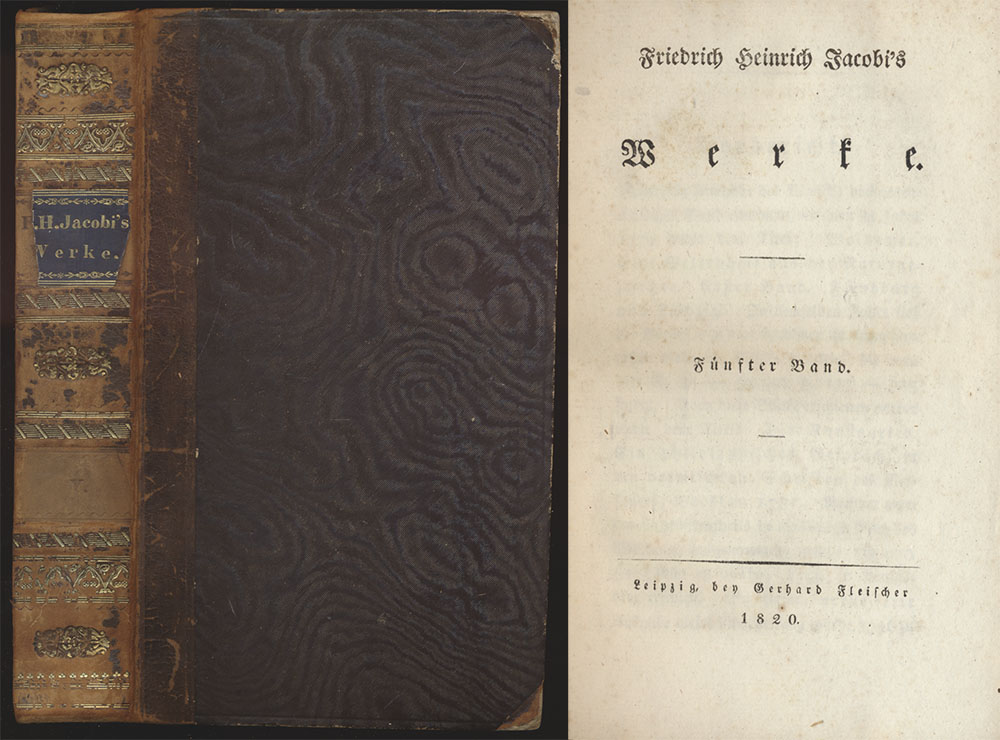 F.H.Jacobi's
Werke.
Friedrich Heinrich Jacobi's
Werke.
Fünfter Band.
Leipzig, bey Gerhard Fleischer
1820.